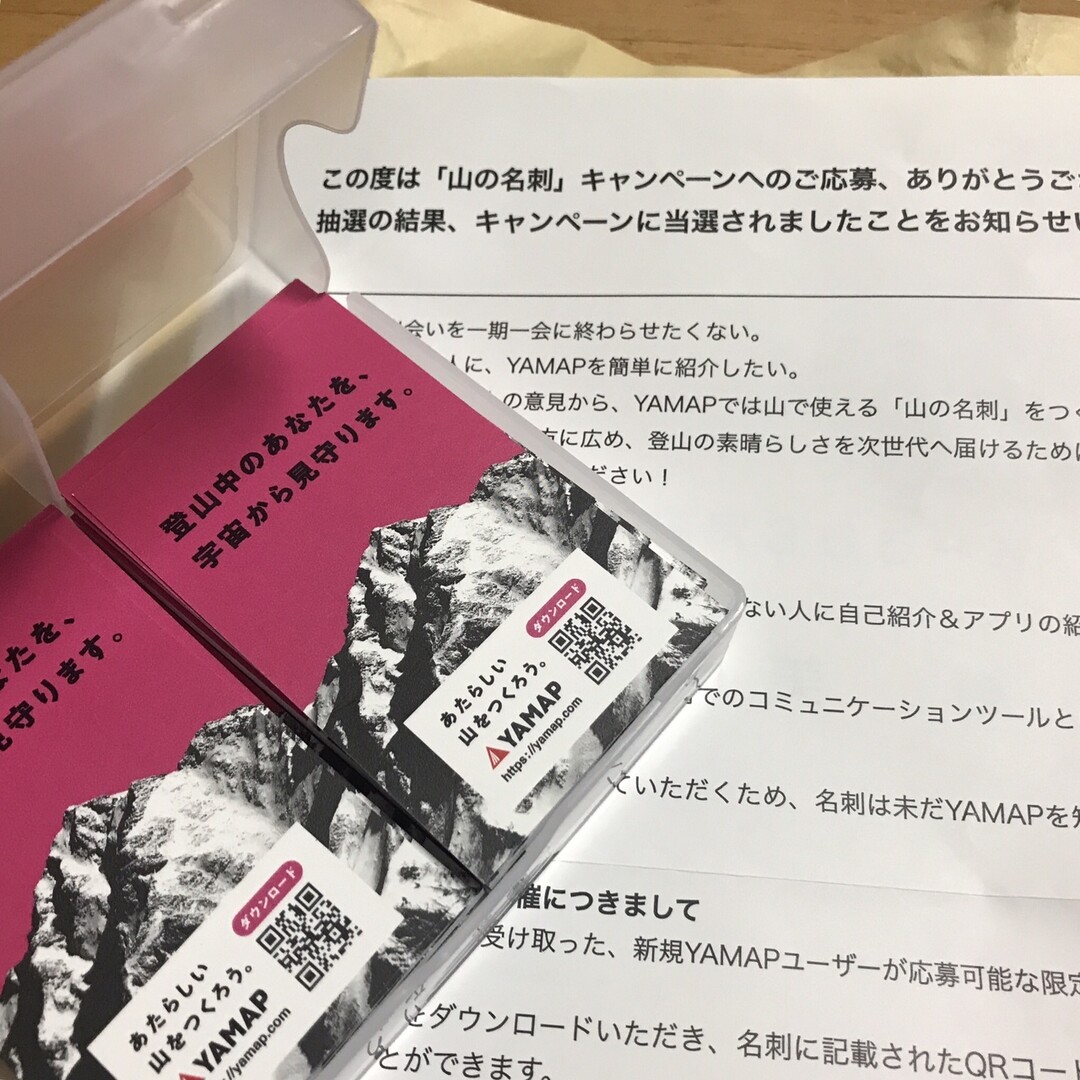 この度は「山の名刺」キャンペーンへのご応募、ありがとうござ
抽選の結果、キャンペーンに当選されましたことをお知らせい
会いを一期一会に終わらせたくない。
人に、YAMAPを簡単に紹介したい。
の意見から、YAMAPでは山で使える「山の名刺」をつく
に広め、登山の素晴らしさを次世代へ届けるために
ださい！
ない人に自己紹介＆アプリの紹
でのコミュニケーションツールと
ていただくため、名刺は未だYAMAPを知
催につきまして
受け取った、新規YAMAPユーザーが応募可能な限定
をダウンロードいただき、名刺に記載されたQRコード
とができます。
登山中のあなたを、
宇宙から見守ります。
ダウンロード
あたらしい
山をつくろう。
YAMAP
https://yamap.com
なたを、
見守ります。
ダウンロード
あたらしい
山をつくろう。
YAMAP
://yamap.com